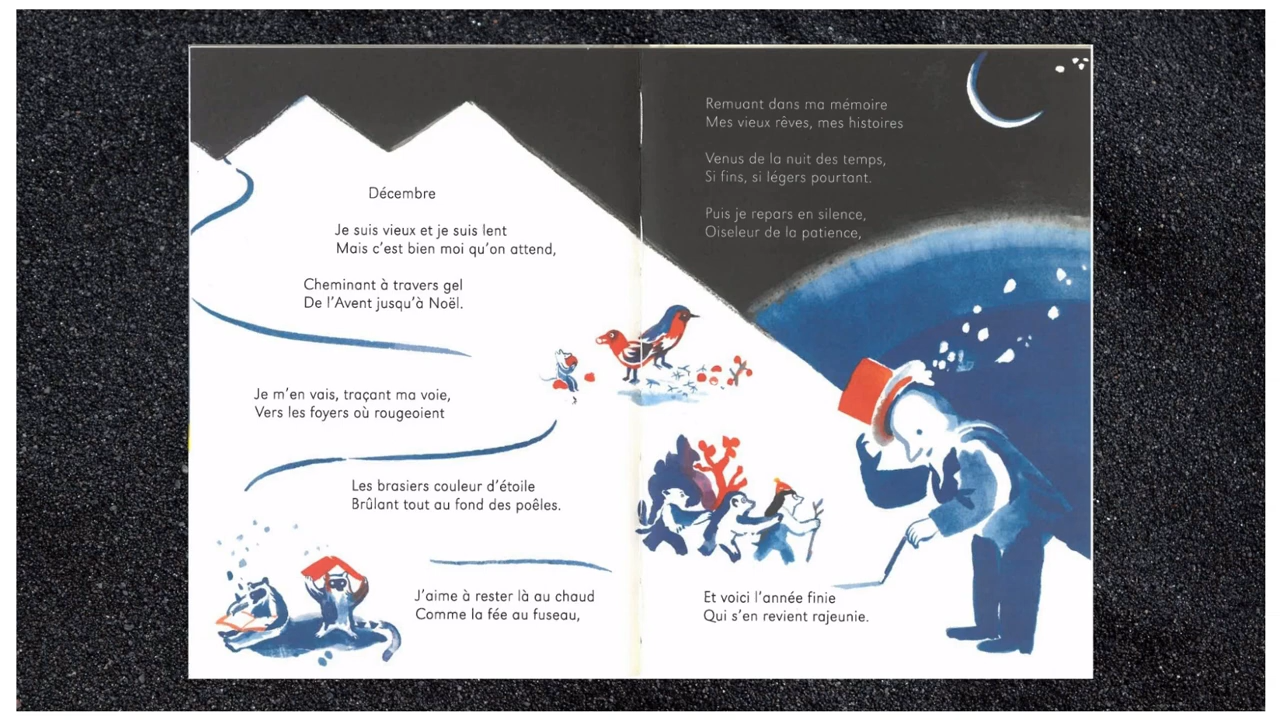 Décembre
Je suis vieux et je suis lent
Mais c'est bien moi qu'on attend,
Cheminant à travers gel
De l'Avent jusqu'à Noël.
Je m'en vais, traçant ma voie,
Vers les foyers où rougeoient
Les brasiers couleur d'étoile
Brûlant tout au fond des poêles.
J'aime à rester là au chaud
Comme la fée au fuseau,
Remuant dans ma mémoire
Mes vieux rêves, mes histoires
Venus de la nuit des temps,
Si fins, si légers pourtant.
Puis je repars en silence,
Oiseleur de la patience,
Et voici l'année finie
Qui s'en revient rajeunie.